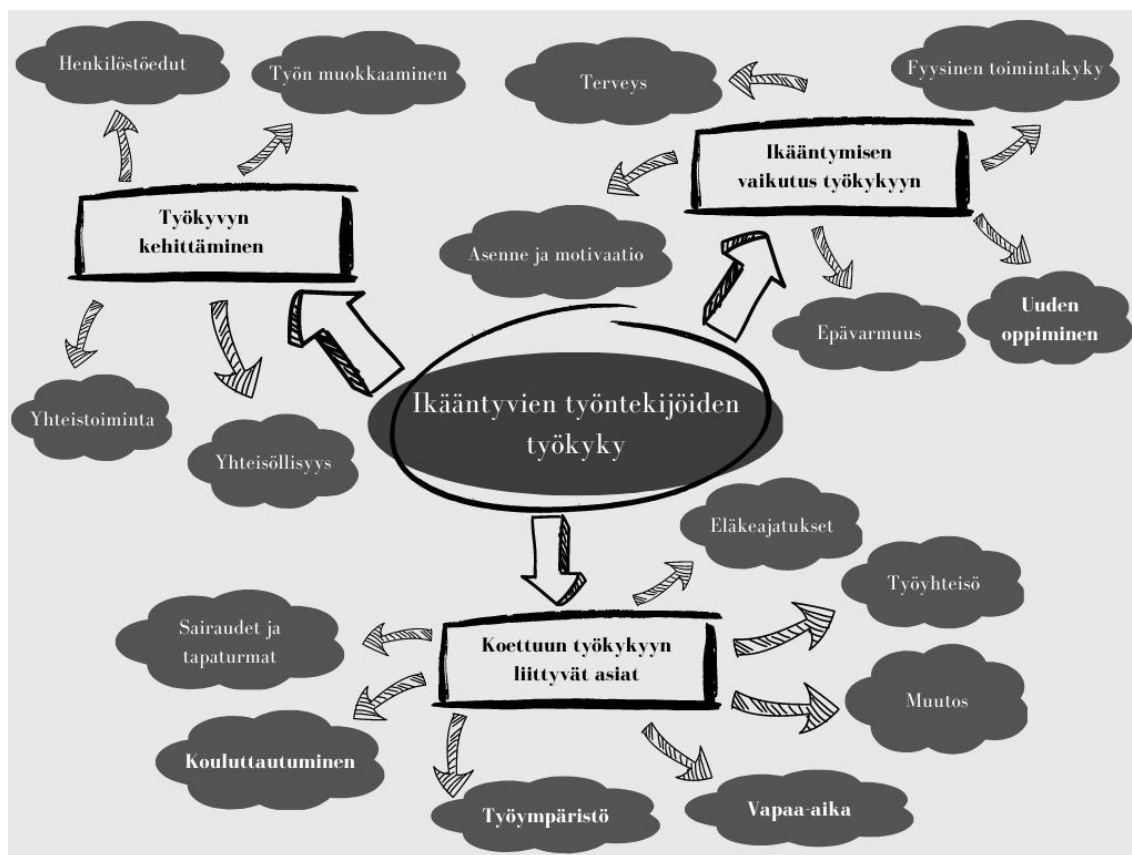 Henkilöstöedut
Työn muokkaaminen
Työkyvyn
kehittäminen
Yhteistoiminta
Yhteisöllisyys
Terveys
Fyysinen toimintakyky
Ikääntymisen
vaikutus työkykyyn
Asenne ja motivaatio
Epävarmuus
Uuden
oppiminen
Ikääntyvien työntekijöiden
työkyky
Eläkeajatukset
Työyhteisö
Sairaudet ja
tapaturmat
Koettuun työkykyyn
liittyvät asiat
Muutos
Kouluttautuminen
Työympäristö
Vapaa-aika